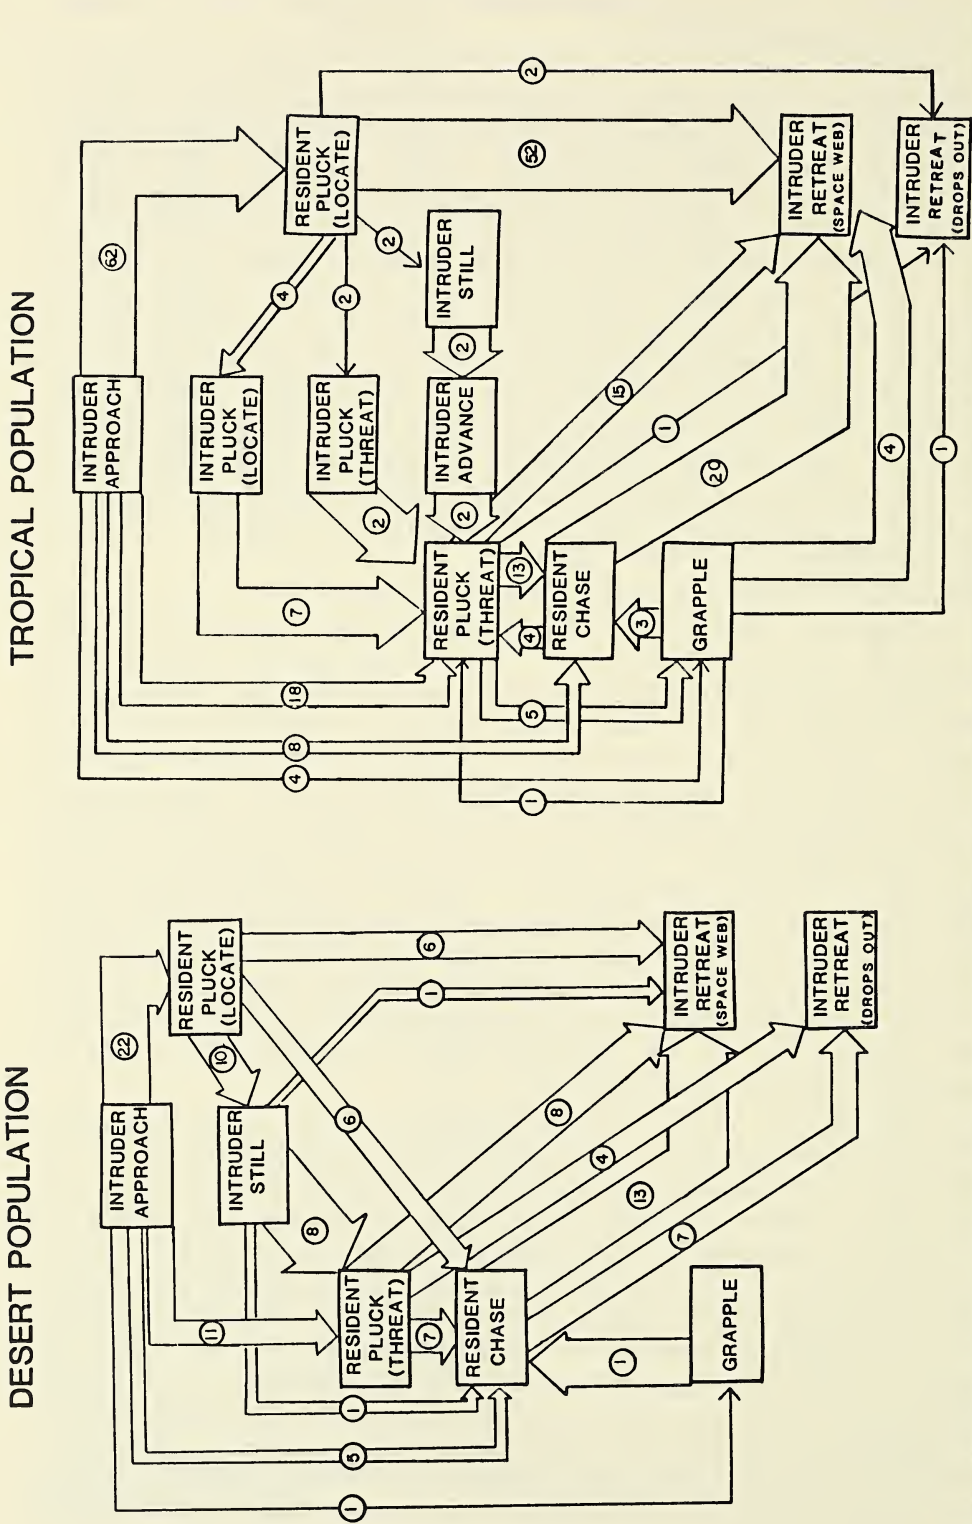 DESERT POPULATION
INTRUDER
APPROACH
22
RESIDENT
PLUCK
(LOCATE)
10
INTRUDER
STILL
11
8
6
6
1
RESIDENT
PLUCK
(THREAT)
7
RESIDENT
CHASE
1
5
1
8
4
13
7
1
GRAPPLE
INTRUDER
RETREAT
(SPACE WEB)
INTRUDER
RETREAT
(DROPS OUT)
TROPICAL POPULATION
INTRUDER
APPROACH
62
RESIDENT
PLUCK
(LOCATE)
2
52
4
2
2
INTRUDER
PLUCK
(LOCATE)
INTRUDER
PLUCK
(THREAT)
INTRUDER
STILL
2
INTRUDER
ADVANCE
7
2
2
18
8
4
RESIDENT
PLUCK
(THREAT)
13
4
RESIDENT
CHASE
3
GRAPPLE
5
1
15
1
20
4
1
INTRUDER
RETREAT
(SPACE WEB)
INTRUDER
RETREAT
(DROPS OUT)